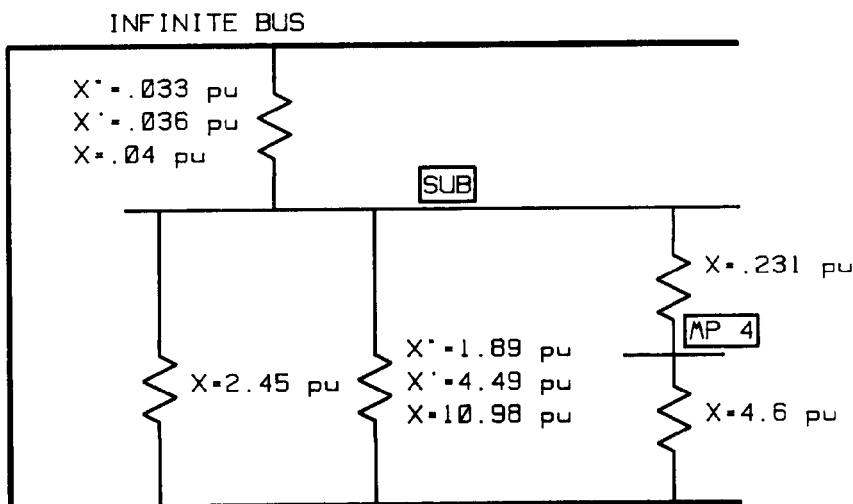 INFINITE BUS
X"=.033 pu
X'=.036 pu
X=.04 pu
SUB
X=.231 pu
MP 4
X"=1.89 pu
X=2.45 pu
X'=4.49 pu
X=10.98 pu
X=4.6 pu